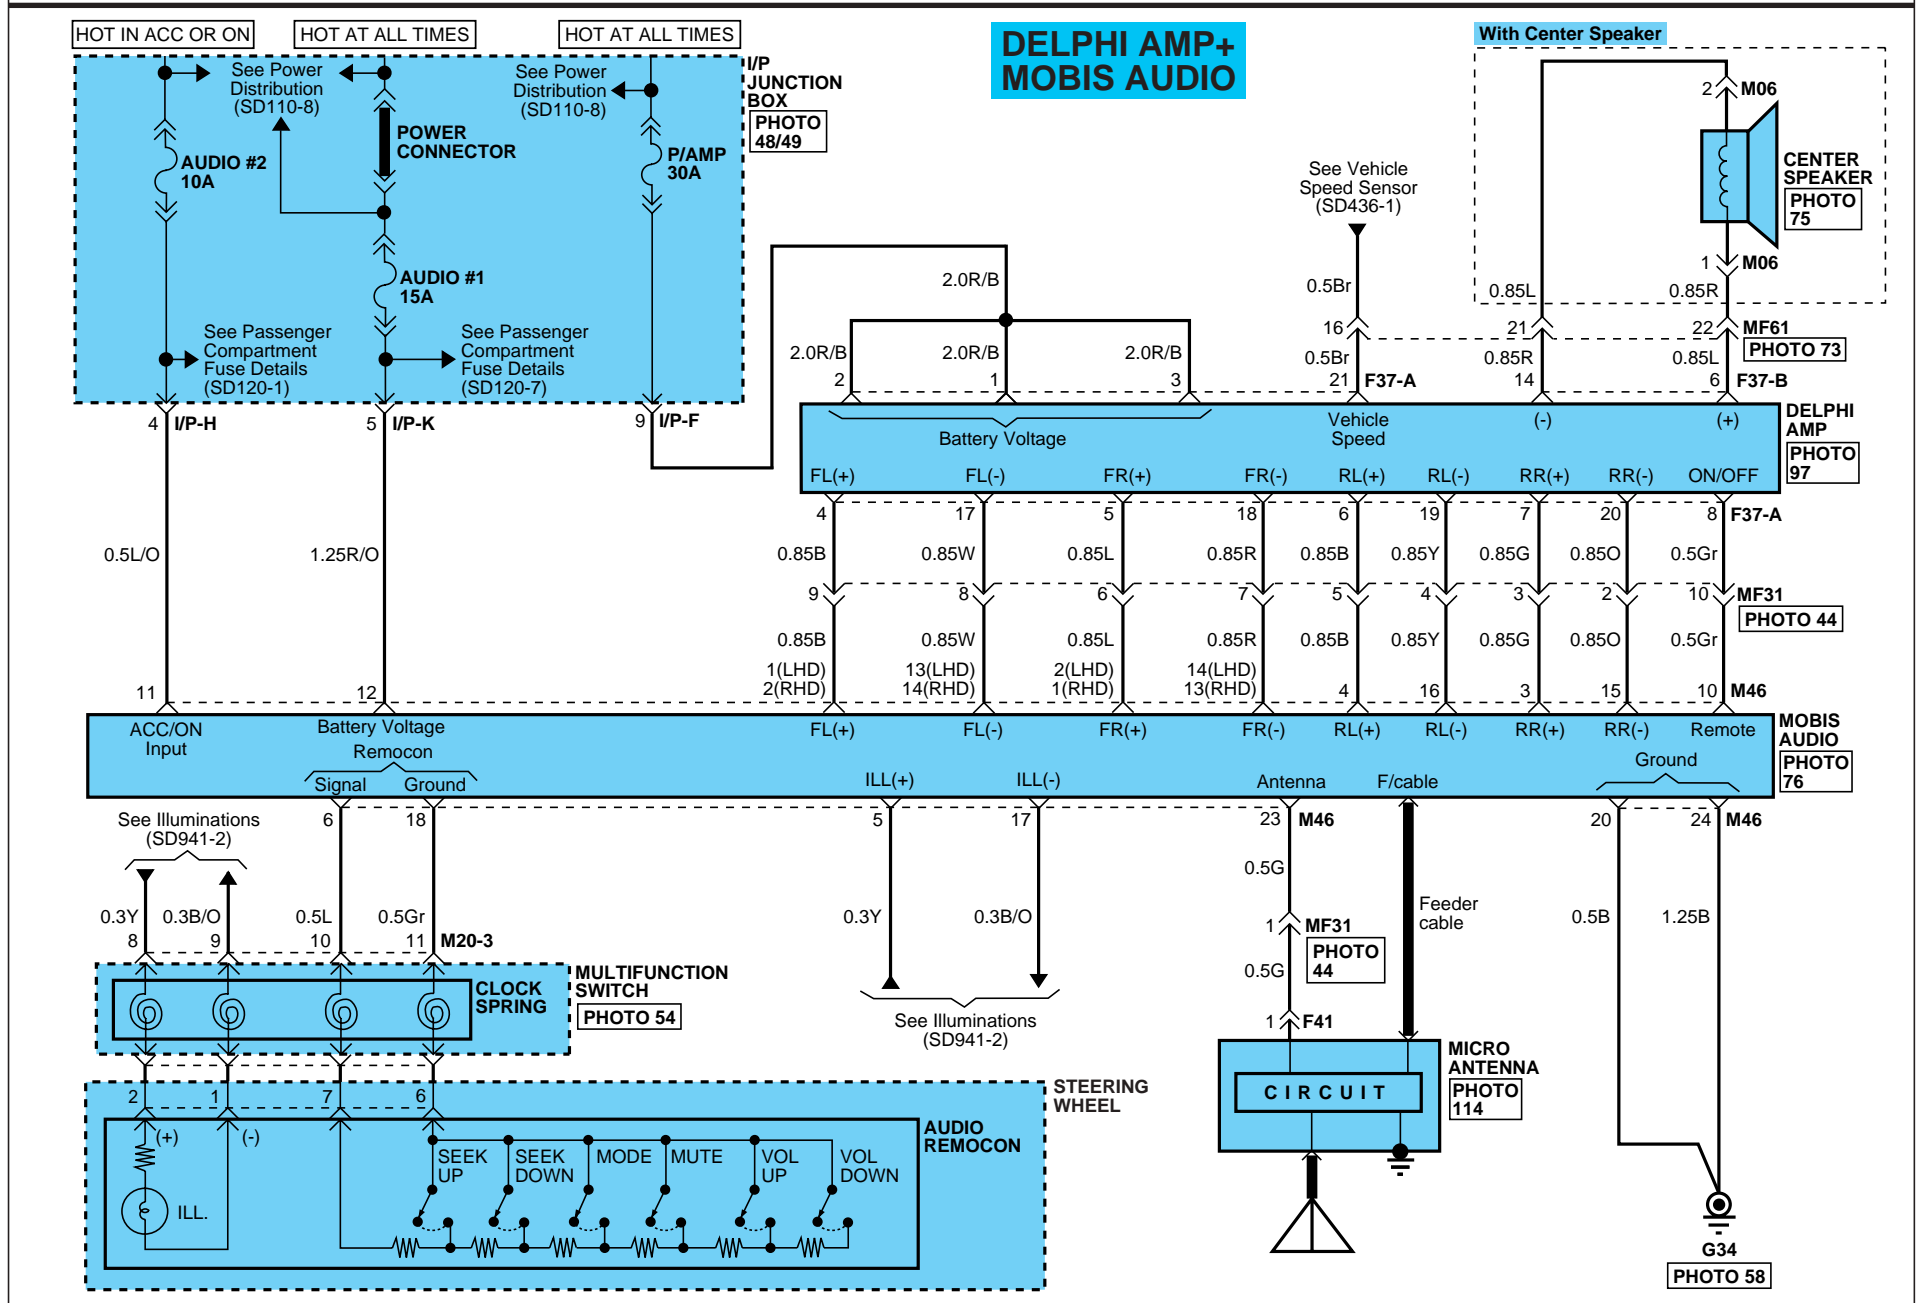 HOT IN ACC OR ON
HOT AT ALL TIMES
HOT AT ALL TIMES
DELPHI AMP+
MOBIS AUDIO
With Center Speaker
See Power
Distribution
(SD110-8)
See Power
Distribution
(SD110-8)
I/P
JUNCTION
BOX
PHOTO
48/49
POWER
CONNECTOR
AUDIO #2
10A
P/AMP
30A
AUDIO #1
15A
See Passenger
Compartment
Fuse Details
(SD120-1)
See Passenger
Compartment
Fuse Details
(SD120-7)
4 I/P-H
5 I/P-K
9 I/P-F
2 M06
CENTER
SPEAKER
PHOTO
75
1 M06
See Vehicle
Speed Sensor
(SD436-1)
2.0R/B
0.5Br
0.85L
0.85R
16
21
22 MF61
PHOTO 73
2.0R/B
2.0R/B
2.0R/B
0.5Br
0.85R
0.85L
2
1
3
21 F37-A
14
6 F37-B
Battery Voltage
Vehicle
Speed
(-)
(+)
DELPHI
AMP
PHOTO
97
FL(+)
FL(-)
FR(+)
FR(-)
RL(+)
RL(-)
RR(+)
RR(-)
ON/OFF
4
17
5
18
6
19
7
20
8 F37-A
0.5L/O
1.25R/O
0.85B
0.85W
0.85L
0.85R
0.85B
0.85Y
0.85G
0.85O
0.5Gr
9
8
6
7
5
4
3
2
10 MF31
PHOTO 44
0.85B
0.85W
0.85L
0.85R
0.85B
0.85Y
0.85G
0.85O
0.5Gr
1(LHD)
2(RHD)
13(LHD)
14(RHD)
2(LHD)
1(RHD)
14(LHD)
13(RHD)
11
12
4
16
3
15
10 M46
ACC/ON
Input
Battery Voltage
FL(+)
FL(-)
FR(+)
FR(-)
RL(+)
RL(-)
RR(+)
RR(-)
Remote
MOBIS
AUDIO
PHOTO
76
Remocon
Signal
Ground
ILL(+)
ILL(-)
Antenna
F/cable
Ground
6
18
5
17
23 M46
20
24 M46
See Illuminations
(SD941-2)
0.3Y
0.3B/O
0.5L
0.5Gr
0.3Y
0.3B/O
0.5G
Feeder
cable
0.5B
1.25B
8
9
10
11 M20-3
1 MF31
PHOTO
44
0.5G
1 F41
CLOCK
SPRING
MULTIFUNCTION
SWITCH
PHOTO 54
See Illuminations
(SD941-2)
MICRO
ANTENNA
PHOTO
114
CIRCUIT
STEERING
WHEEL
2
1
7
6
(+)
(-)
AUDIO
REMOCON
SEEK
UP
SEEK
DOWN
MODE
MUTE
VOL
UP
VOL
DOWN
ILL.
G34
PHOTO 58